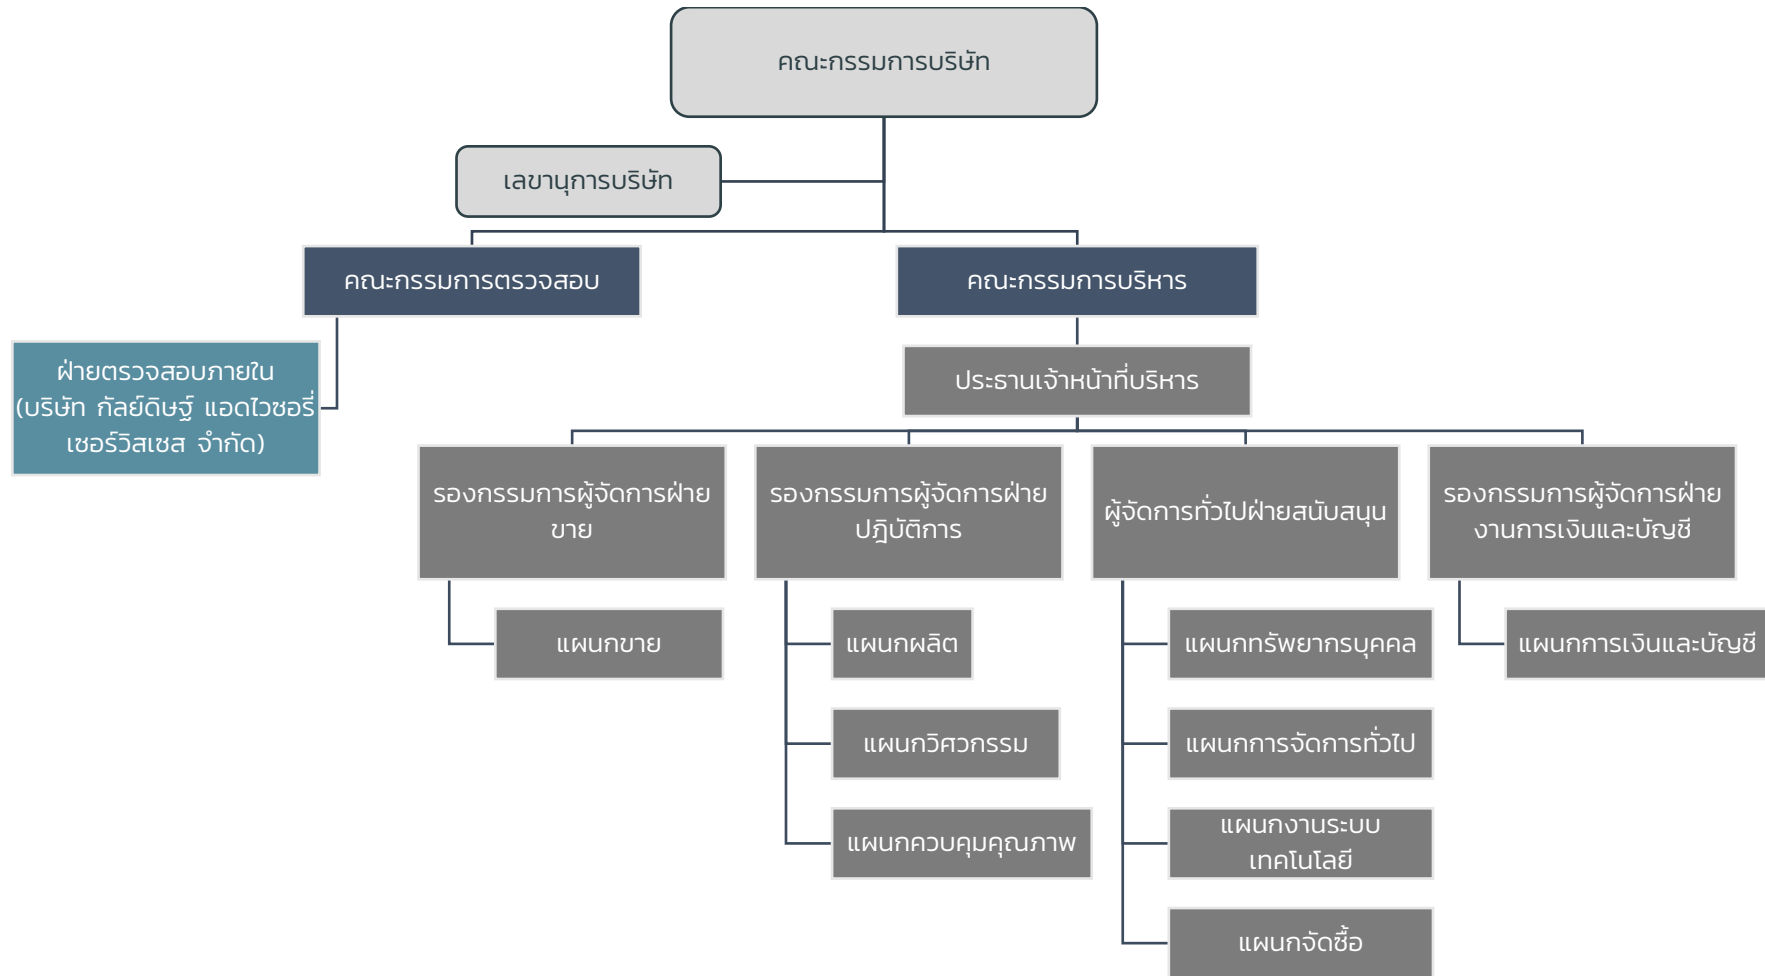 คณะกรรมการบริษัท
เลขานุการบริษัท
คณะกรรมการตรวจสอบ
คณะกรรมการบริหาร
ฝ่ายตรวจสอบภายใน
(บริษัท กัลย์ดิษฐ์ แอดไวซอรี่
เซอร์วิสเซส จำกัด)
ประธานเจ้าหน้าที่บริหาร
รองกรรมการผู้จัดการฝ่าย
ขาย
รองกรรมการผู้จัดการฝ่าย
ปฎิบัติการ
ผู้จัดการทั่วไปฝ่ายสนับสนุน
รองกรรมการผู้จัดการฝ่าย
งานการเงินและบัญชี
แผนกขาย
แผนกผลิต
แผนกวิศวกรรม
แผนกควบคุมคุณภาพ
แผนกทรัพยากรบุคคล
แผนกการจัดการทั่วไป
แผนกงานระบบ
เทคโนโลยี
แผนกจัดซื้อ
แผนกการเงินและบัญชี